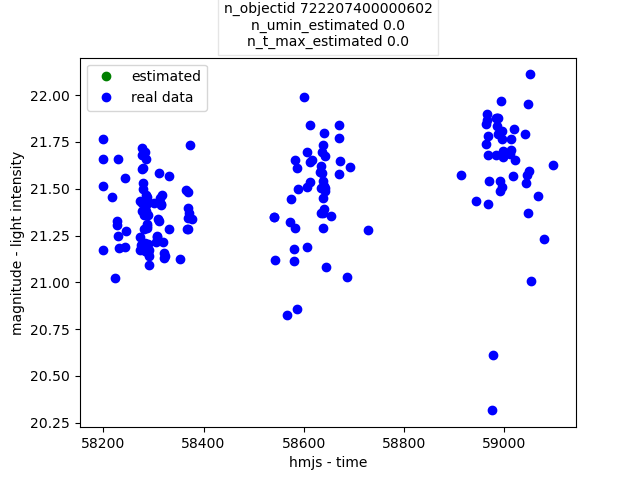 n_objectid 722207400000602
n_umin_estimated 0.0
n_t_max_estimated 0.0
estimated
real data
22.00
21.75
21.50
21.25
21.00
20.75
20.50
20.25
magnitude - light intensity
58200 58400 58600 58800 59000
hmjs - time